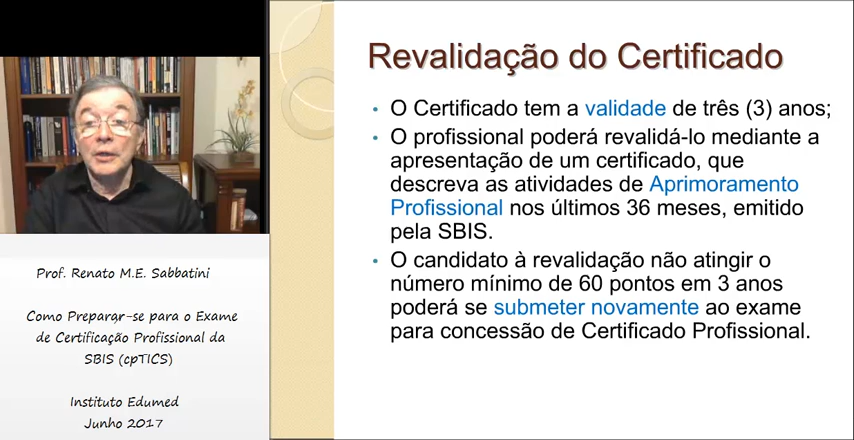 Revalidação do Certificado
• O Certificado tem a validade de três (3) anos;
• O profissional poderá revalidá-lo mediante a
apresentação de um certificado, que
descreva as atividades de Aprimoramento
Profissional nos últimos 36 meses, emitido
pela SBIS.
• O candidato à revalidação não atingir o
número mínimo de 60 pontos em 3 anos
poderá se submeter novamente ao exame
para concessão de Certificado Profissional.
Prof. Renato M.E. Sabbatini
Como Preparar-se para o Exame
de Certificação Profissional da
SBIS (cpTICS)
Instituto Edumed
Junho 2017